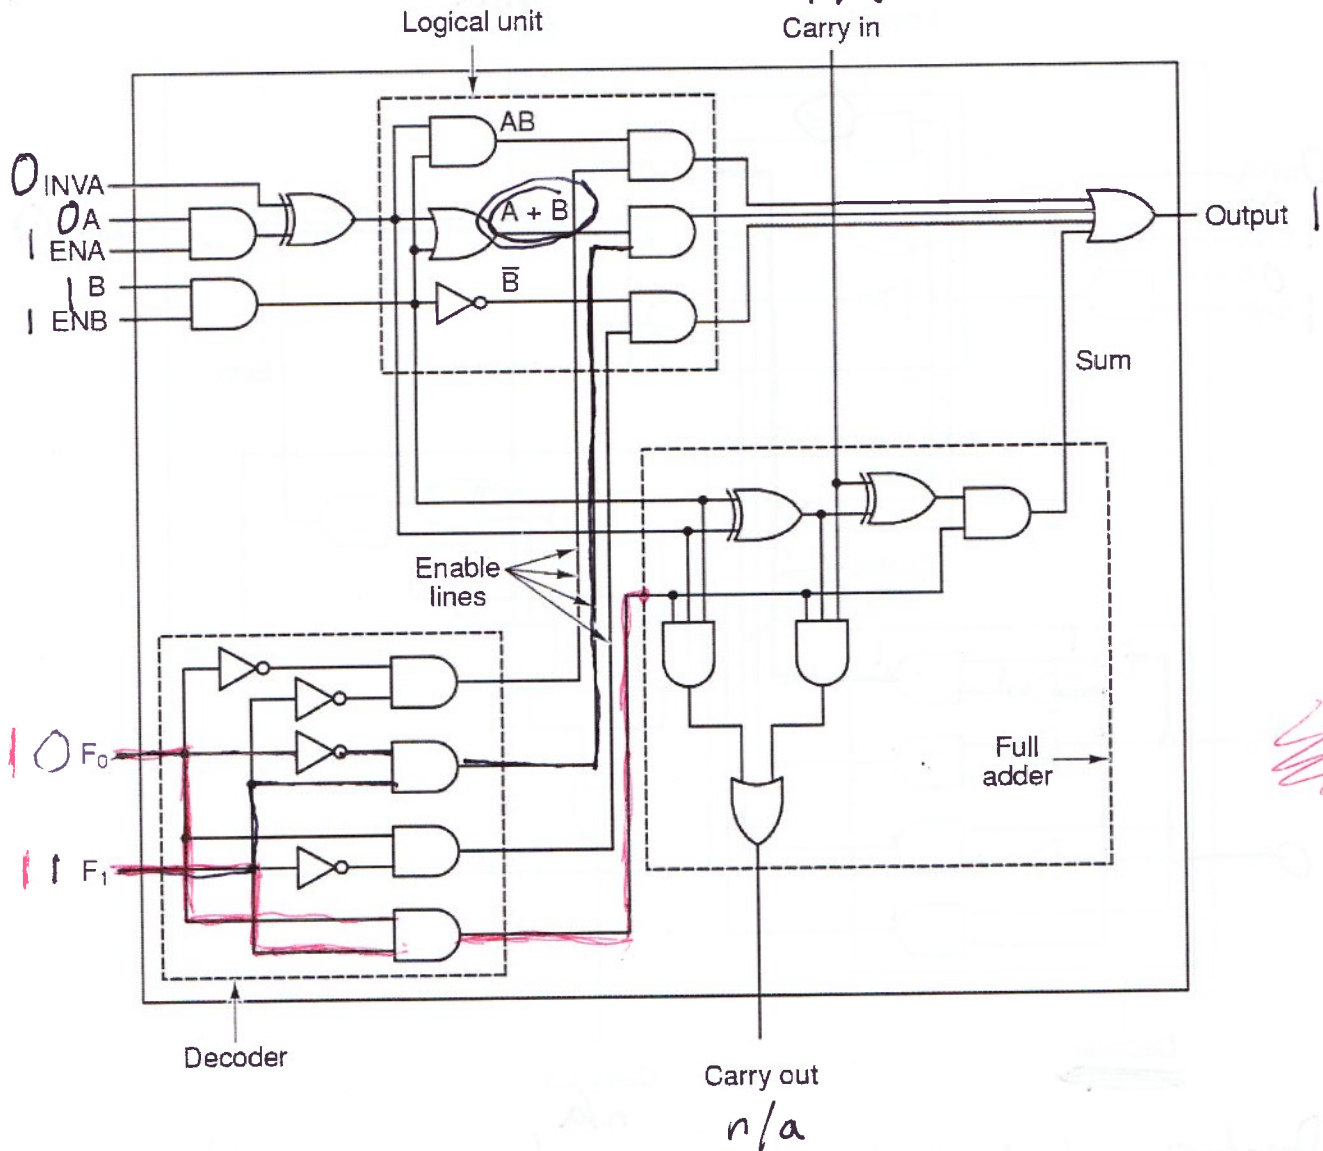 Logical unit
Carry in
AB
0 INVA
0 A
A + B
1 ENA
Output 1
1 B
B̅
1 ENB
Sum
Enable
lines
1 0 F₀
Full
adder
1 1 F₁
Decoder
Carry out
n/a